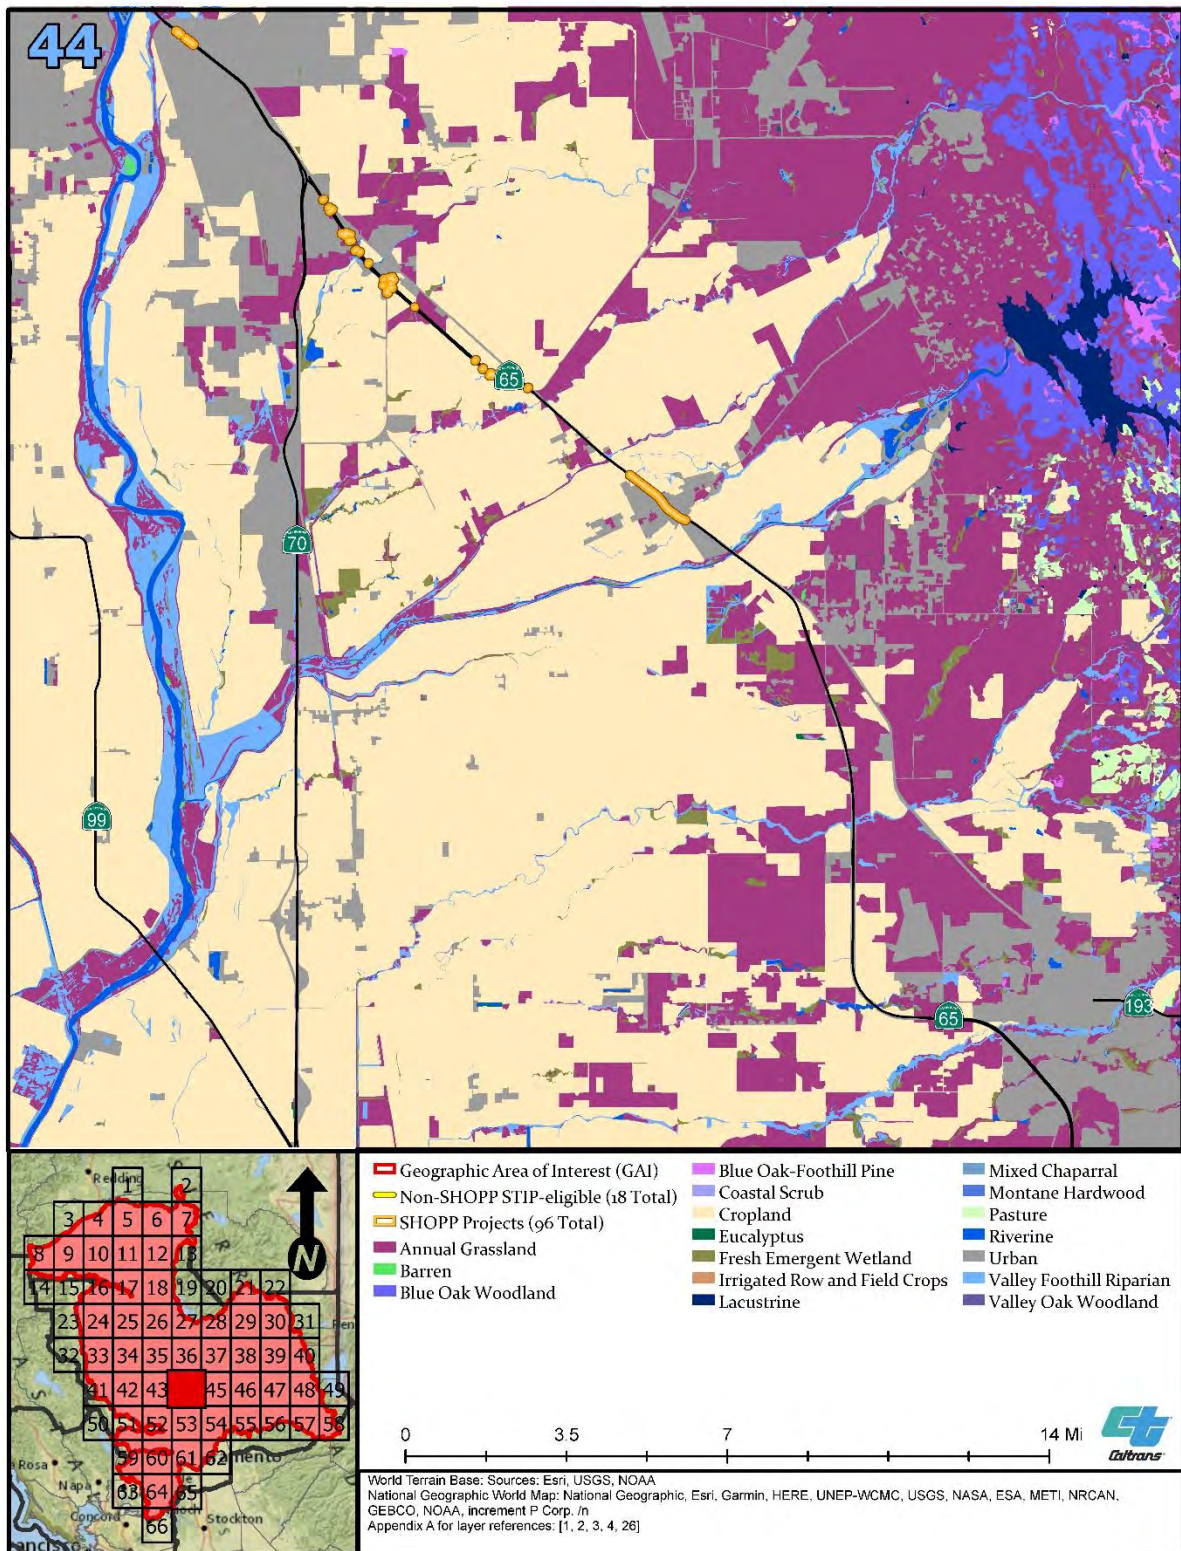 44
65
70
99
65
193
Redding
1 2
3 4 5 6 7
8 9 10 11 12 13
14 15 16 17 18 19 20 21 22
23 24 25 26 27 28 29 30 31
32 33 34 35 36 37 38 39 40
41 42 43 45 46 47 48 49
50 51 52 53 54 55 56 57 58
59 60 61 62
63 64 65
66
Napa
Stockton
N
Geographic Area of Interest (GAI)
Non-SHOPP STIP-eligible (18 Total)
SHOPP Projects (96 Total)
Annual Grassland
Barren
Blue Oak Woodland
Blue Oak-Foothill Pine
Coastal Scrub
Cropland
Eucalyptus
Fresh Emergent Wetland
Irrigated Row and Field Crops
Lacustrine
Mixed Chaparral
Montane Hardwood
Pasture
Riverine
Urban
Valley Foothill Riparian
Valley Oak Woodland
0 3.5 7 14 Mi
Caltrans
World Terrain Base: Sources: Esri, USGS, NOAA
National Geographic World Map: National Geographic, Esri, Garmin, HERE, UNEP-WCMC, USGS, NASA, ESA, METI, NRCAN,
GEBCO, NOAA, increment P Corp. /n
Appendix A for layer references: [1, 2, 3, 4, 26]